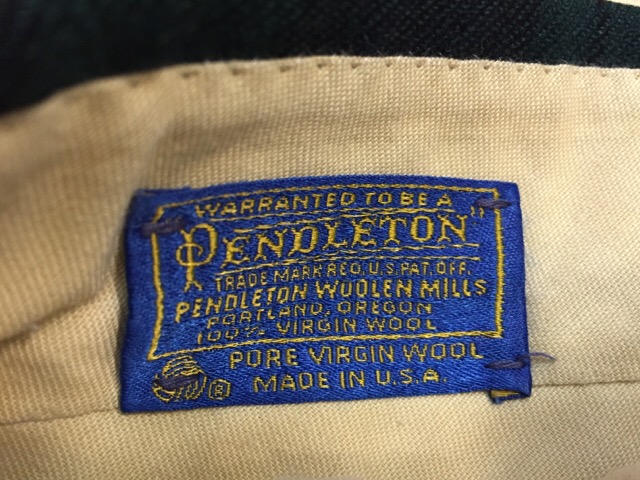 WARRANTED TO BE A
PENDLETON"
TRADE MARK REG. U.S. PAT. OFF.
PENDLETON WOOLEN MILLS
PORTLAND, OREGON
100% VIRGIN WOOL
PURE VIRGIN WOOL
® MADE IN U.S.A.